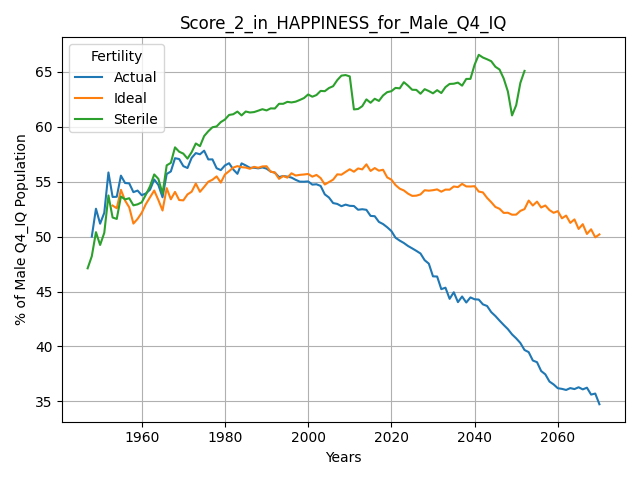 Score_2_in_HAPPINESS_for_Male_Q4_IQ
Fertility
Actual
Ideal
Sterile
% of Male Q4_IQ Population
65
60
55
50
45
40
35
1960 1980 2000 2020 2040 2060
Years